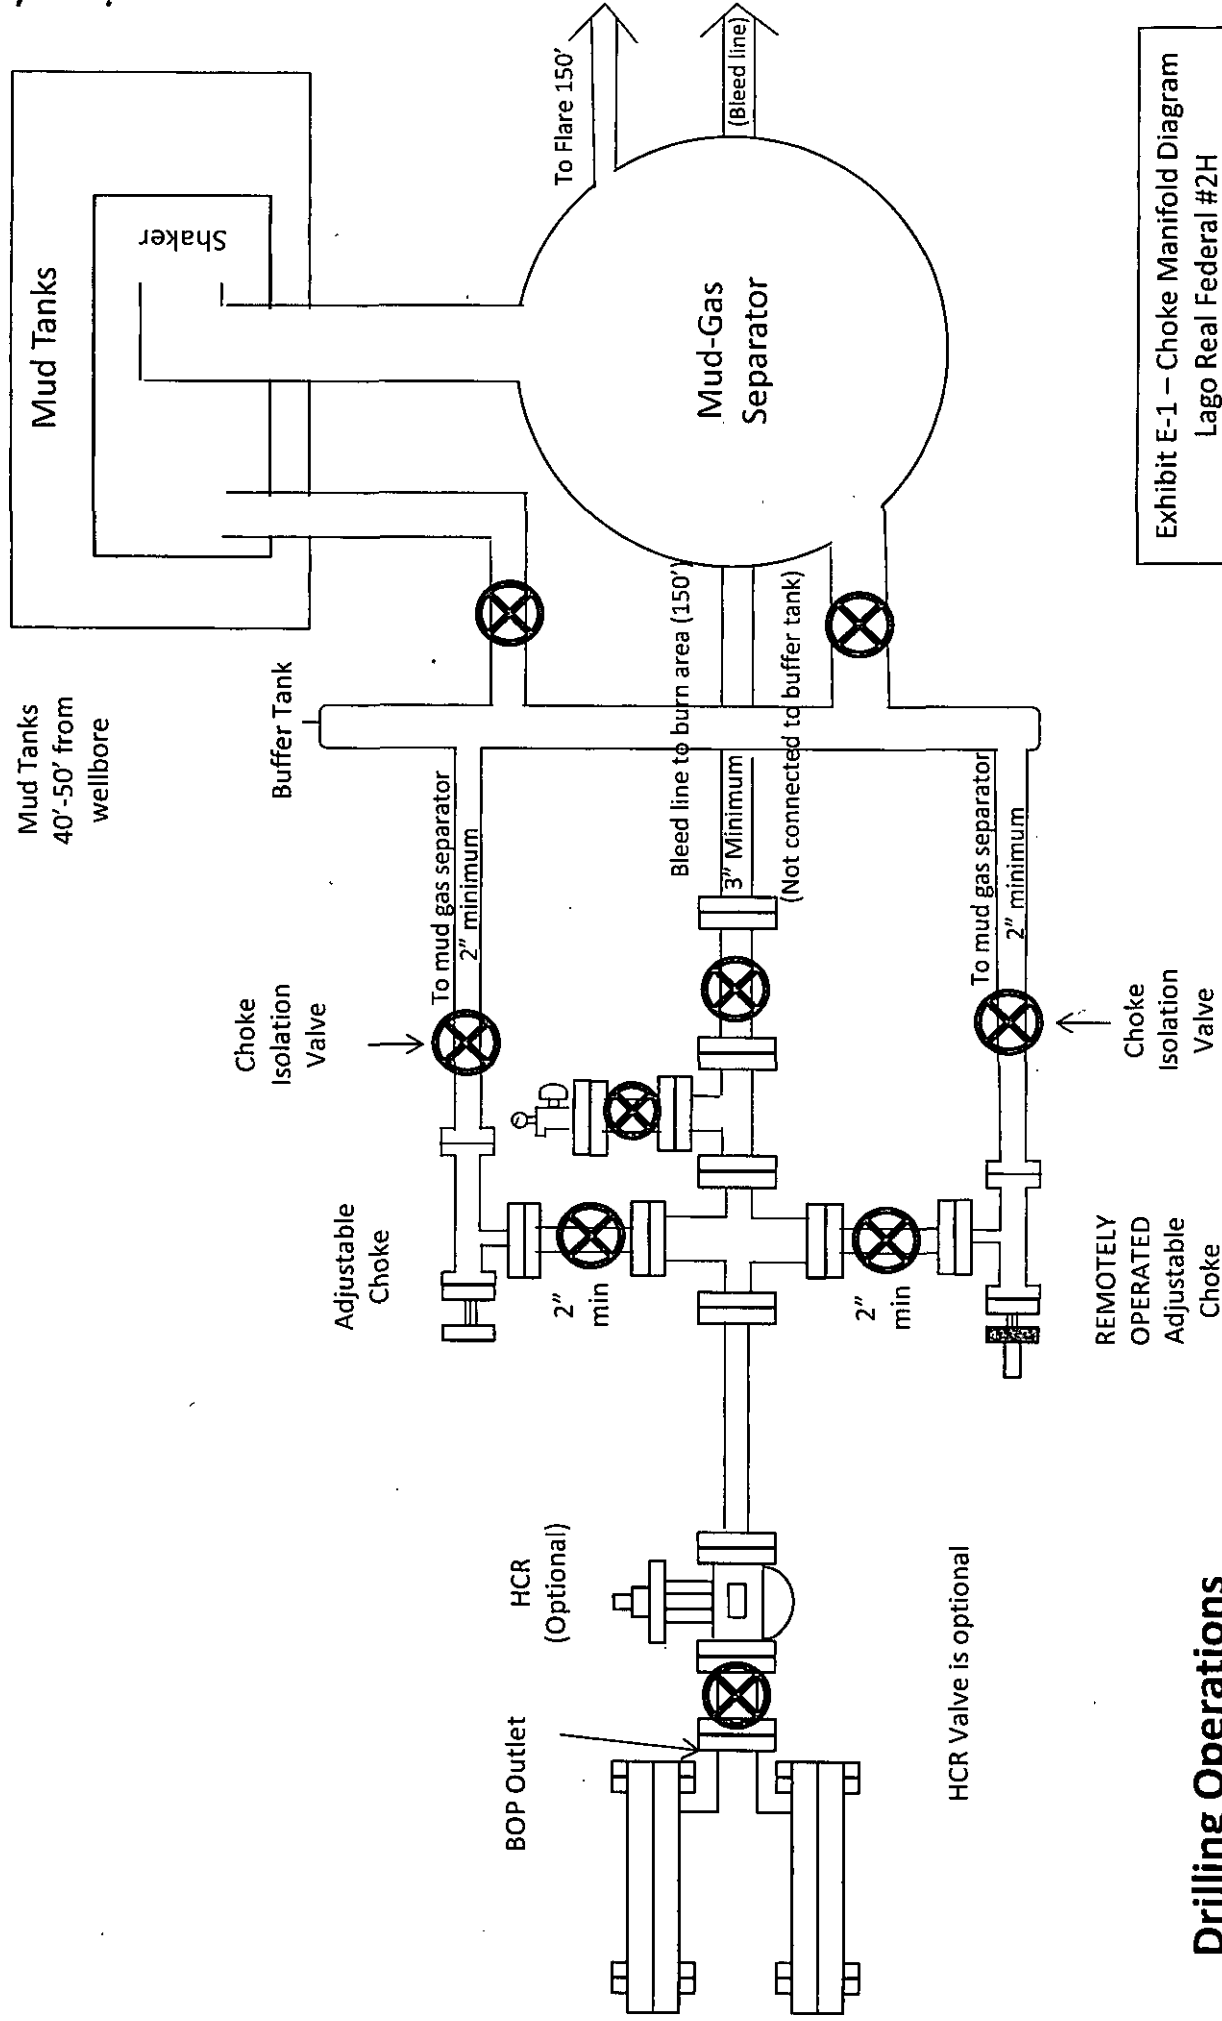 Mud Tanks
40'-50' from
wellbore
Mud Tanks
Shaker
Buffer Tank
To Flare 150'
(Bleed line)
Mud-Gas
Separator
Bleed line to burn area (150')
3" Minimum
(Not connected to buffer tank)
To mud gas separator
2" minimum
To mud gas separator
2" minimum
Choke
Isolation
Valve
Choke
Isolation
Valve
Adjustable
Choke
2"
min
2"
min
REMOTELY
OPERATED
Adjustable
Choke
HCR
(Optional)
BOP Outlet
HCR Valve is optional
Exhibit E-1 – Choke Manifold Diagram
Lago Real Federal #2H
Drilling Operations